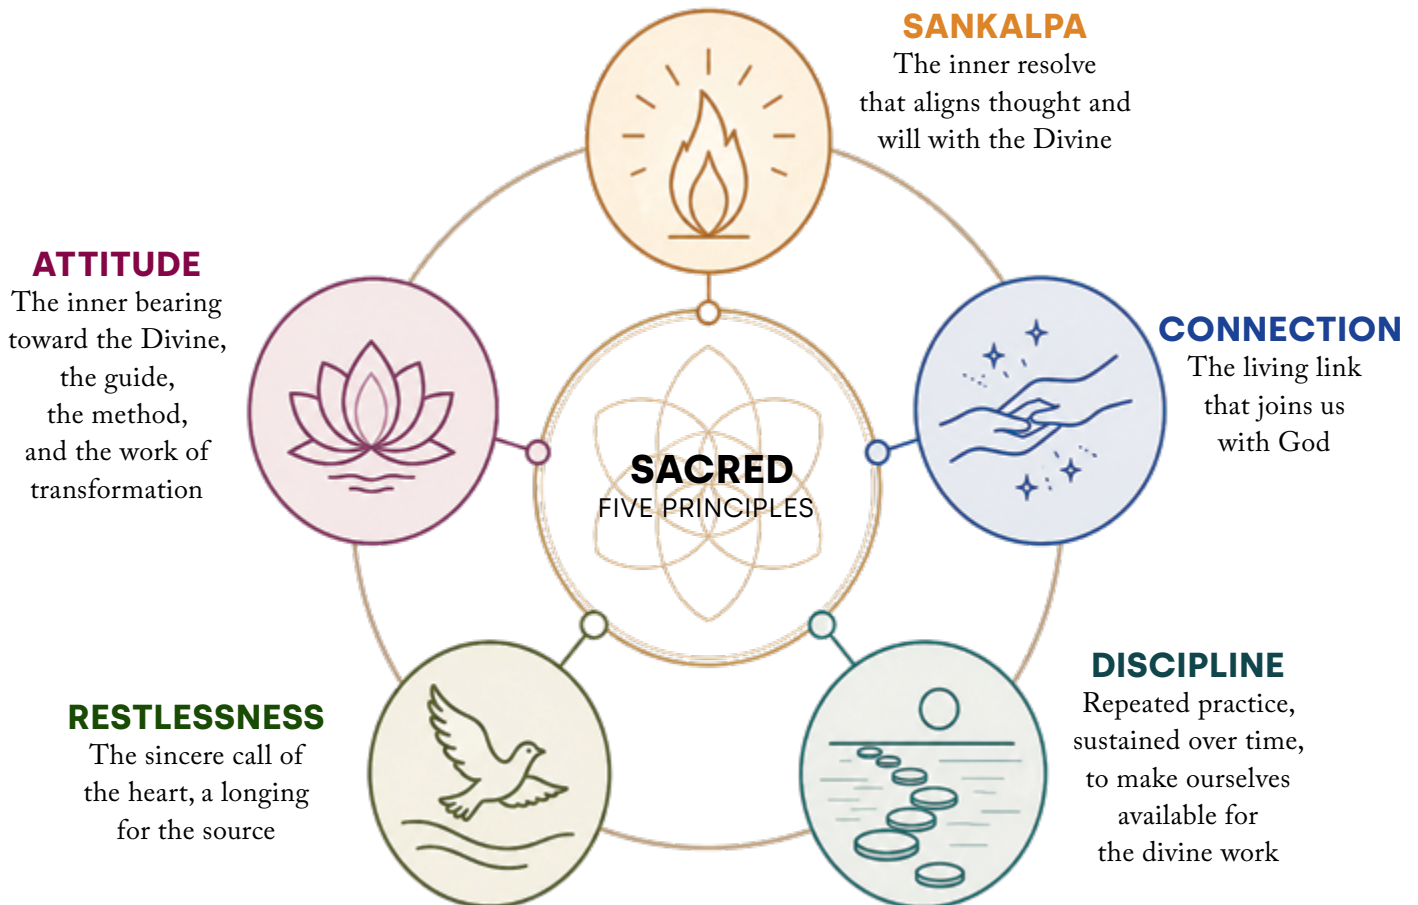 SANKALPA
The inner resolve
that aligns thought and
will with the Divine
ATTITUDE
The inner bearing
toward the Divine,
the guide,
the method,
and the work of
transformation
CONNECTION
The living link
that joins us
with God
SACRED
FIVE PRINCIPLES
RESTLESSNESS
The sincere call of
the heart, a longing
for the source
DISCIPLINE
Repeated practice,
sustained over time,
to make ourselves
available for
the divine work